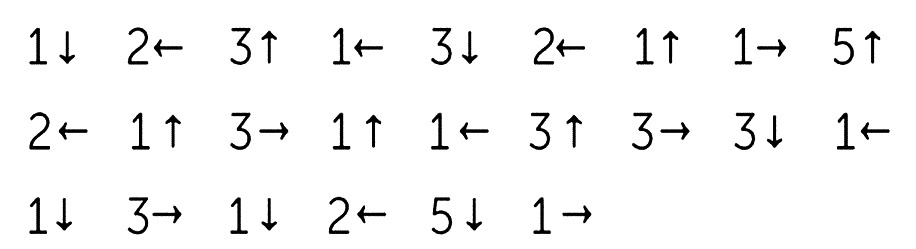 1↓ 2← 3↑ 1← 3↓ 2← 1↑ 1→ 5↑
2← 1↑ 3→ 1↑ 1← 3↑ 3→ 3↓ 1←
1↓ 3→ 1↓ 2← 5↓ 1→